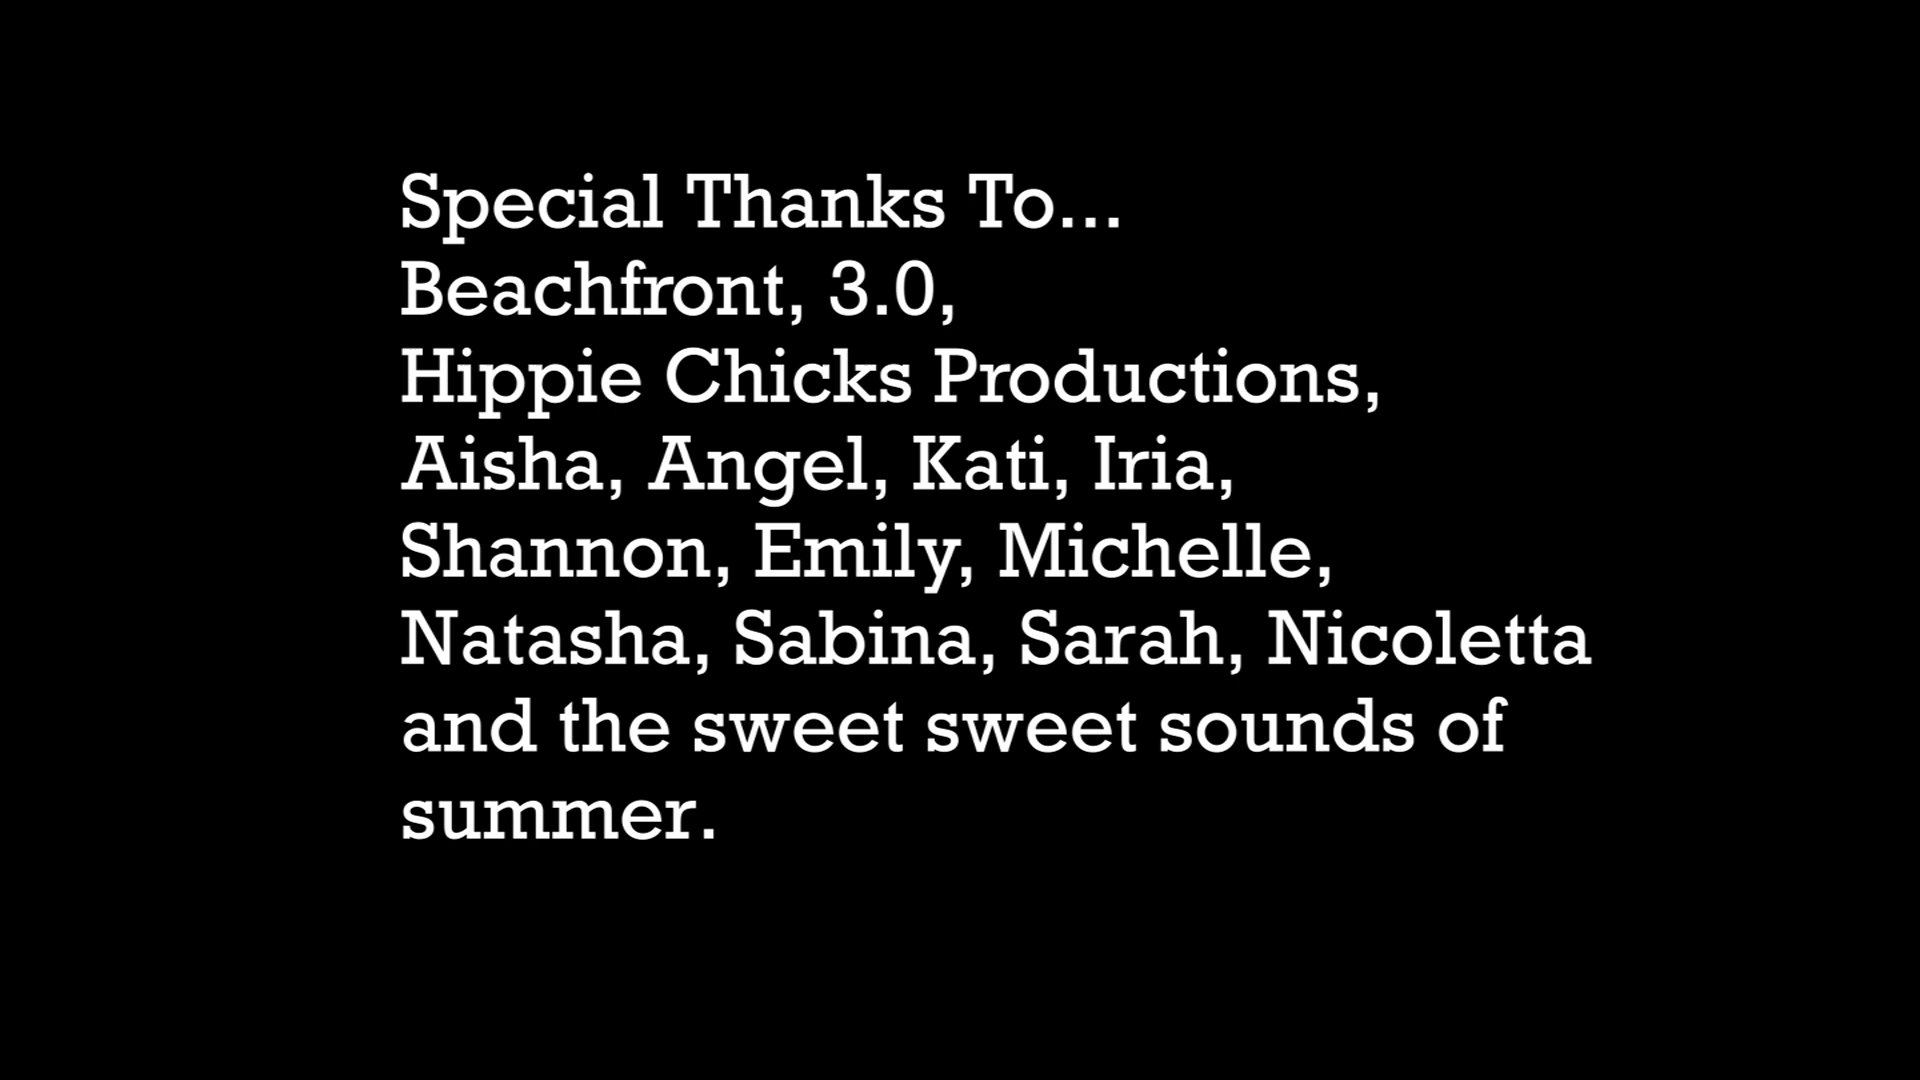 Special Thanks To...
Beachfront, 3.0,
Hippie Chicks Productions,
Aisha, Angel, Kati, Iria,
Shannon, Emily, Michelle,
Natasha, Sabina, Sarah, Nicoletta
and the sweet sweet sounds of
summer.